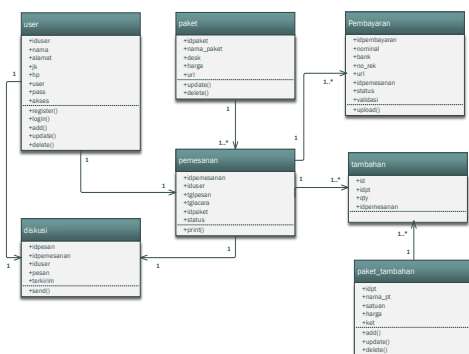 user
+iduser
+nama
+alamat
+jk
+hp
+user
+pass
+akses
+register()
+login()
+add()
+update()
+delete()
paket
+idpaket
+nama_paket
+desk
+harga
+url
+update()
+delete()
Pembayaran
+idpembayaran
+nominal
+bank
+no_rek
+url
+idpemesanan
+status
+validasi
+upload()
1
1
1..*
1
1..*
1
pemesanan
+idpemesanan
+iduser
+tglpesan
+tglacara
+idpaket
+status
+print()
1
1
1
1..*
tambahan
+id
+idpt
+qty
+idpemesanan
diskusi
+idpesan
+idpemesanan
+iduser
+pesan
+terkirim
+send()
1
1
1
1..*
1
paket_tambahan
+idpt
+nama_pt
+satuan
+harga
+ket
+add()
+update()
+delete()